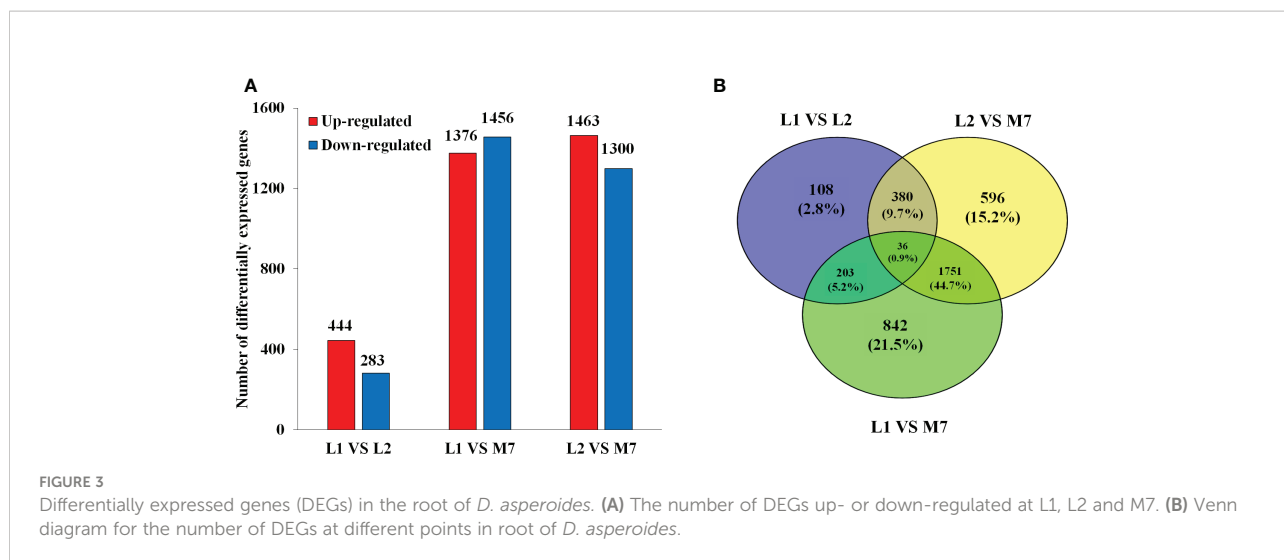 A
Number of differentially expressed genes
1600
1200
800
400
0
Up-regulated
Down-regulated
444
283
1376
1456
1463
1300
L1 VS L2
L1 VS M7
L2 VS M7
B
L1 VS L2
L2 VS M7
108
(2.8%)
380
(9.7%)
596
(15.2%)
36
(0.9%)
203
(5.2%)
1751
(44.7%)
842
(21.5%)
L1 VS M7
FIGURE 3
Differentially expressed genes (DEGs) in the root of D. asperoides. (A) The number of DEGs up- or down-regulated at L1, L2 and M7. (B) Venn
diagram for the number of DEGs at different points in root of D. asperoides.